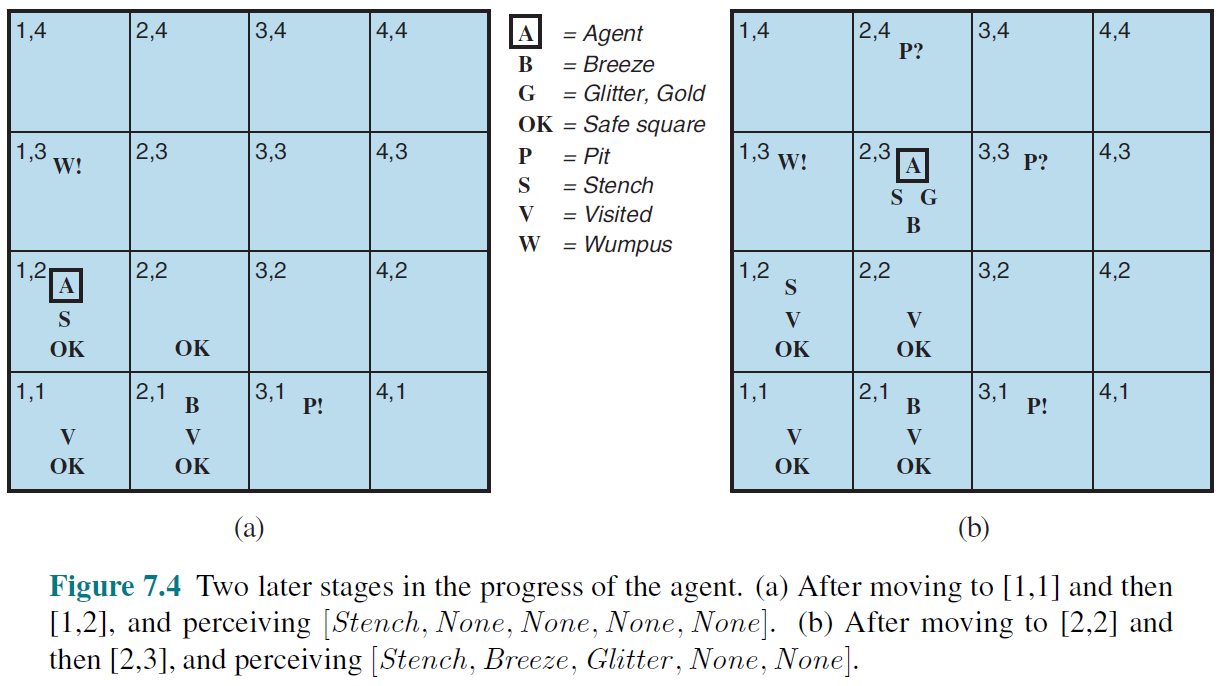 1,4 2,4 3,4 4,4
1,3 W! 2,3 3,3 4,3
1,2 A 2,2 3,2 4,2
S
OK OK
1,1 2,1 B 3,1 P! 4,1
V V
OK OK
(a)
A = Agent
B = Breeze
G = Glitter, Gold
OK = Safe square
P = Pit
S = Stench
V = Visited
W = Wumpus
1,4 2,4 P? 3,4 4,4
1,3 W! 2,3 A 3,3 P? 4,3
S G
B
1,2 S 2,2 3,2 4,2
V V
OK OK
1,1 2,1 B 3,1 P! 4,1
V V
OK OK
(b)
Figure 7.4 Two later stages in the progress of the agent. (a) After moving to [1,1] and then
[1,2], and perceiving [Stench, None, None, None, None]. (b) After moving to [2,2] and
then [2,3], and perceiving [Stench, Breeze, Glitter, None, None].